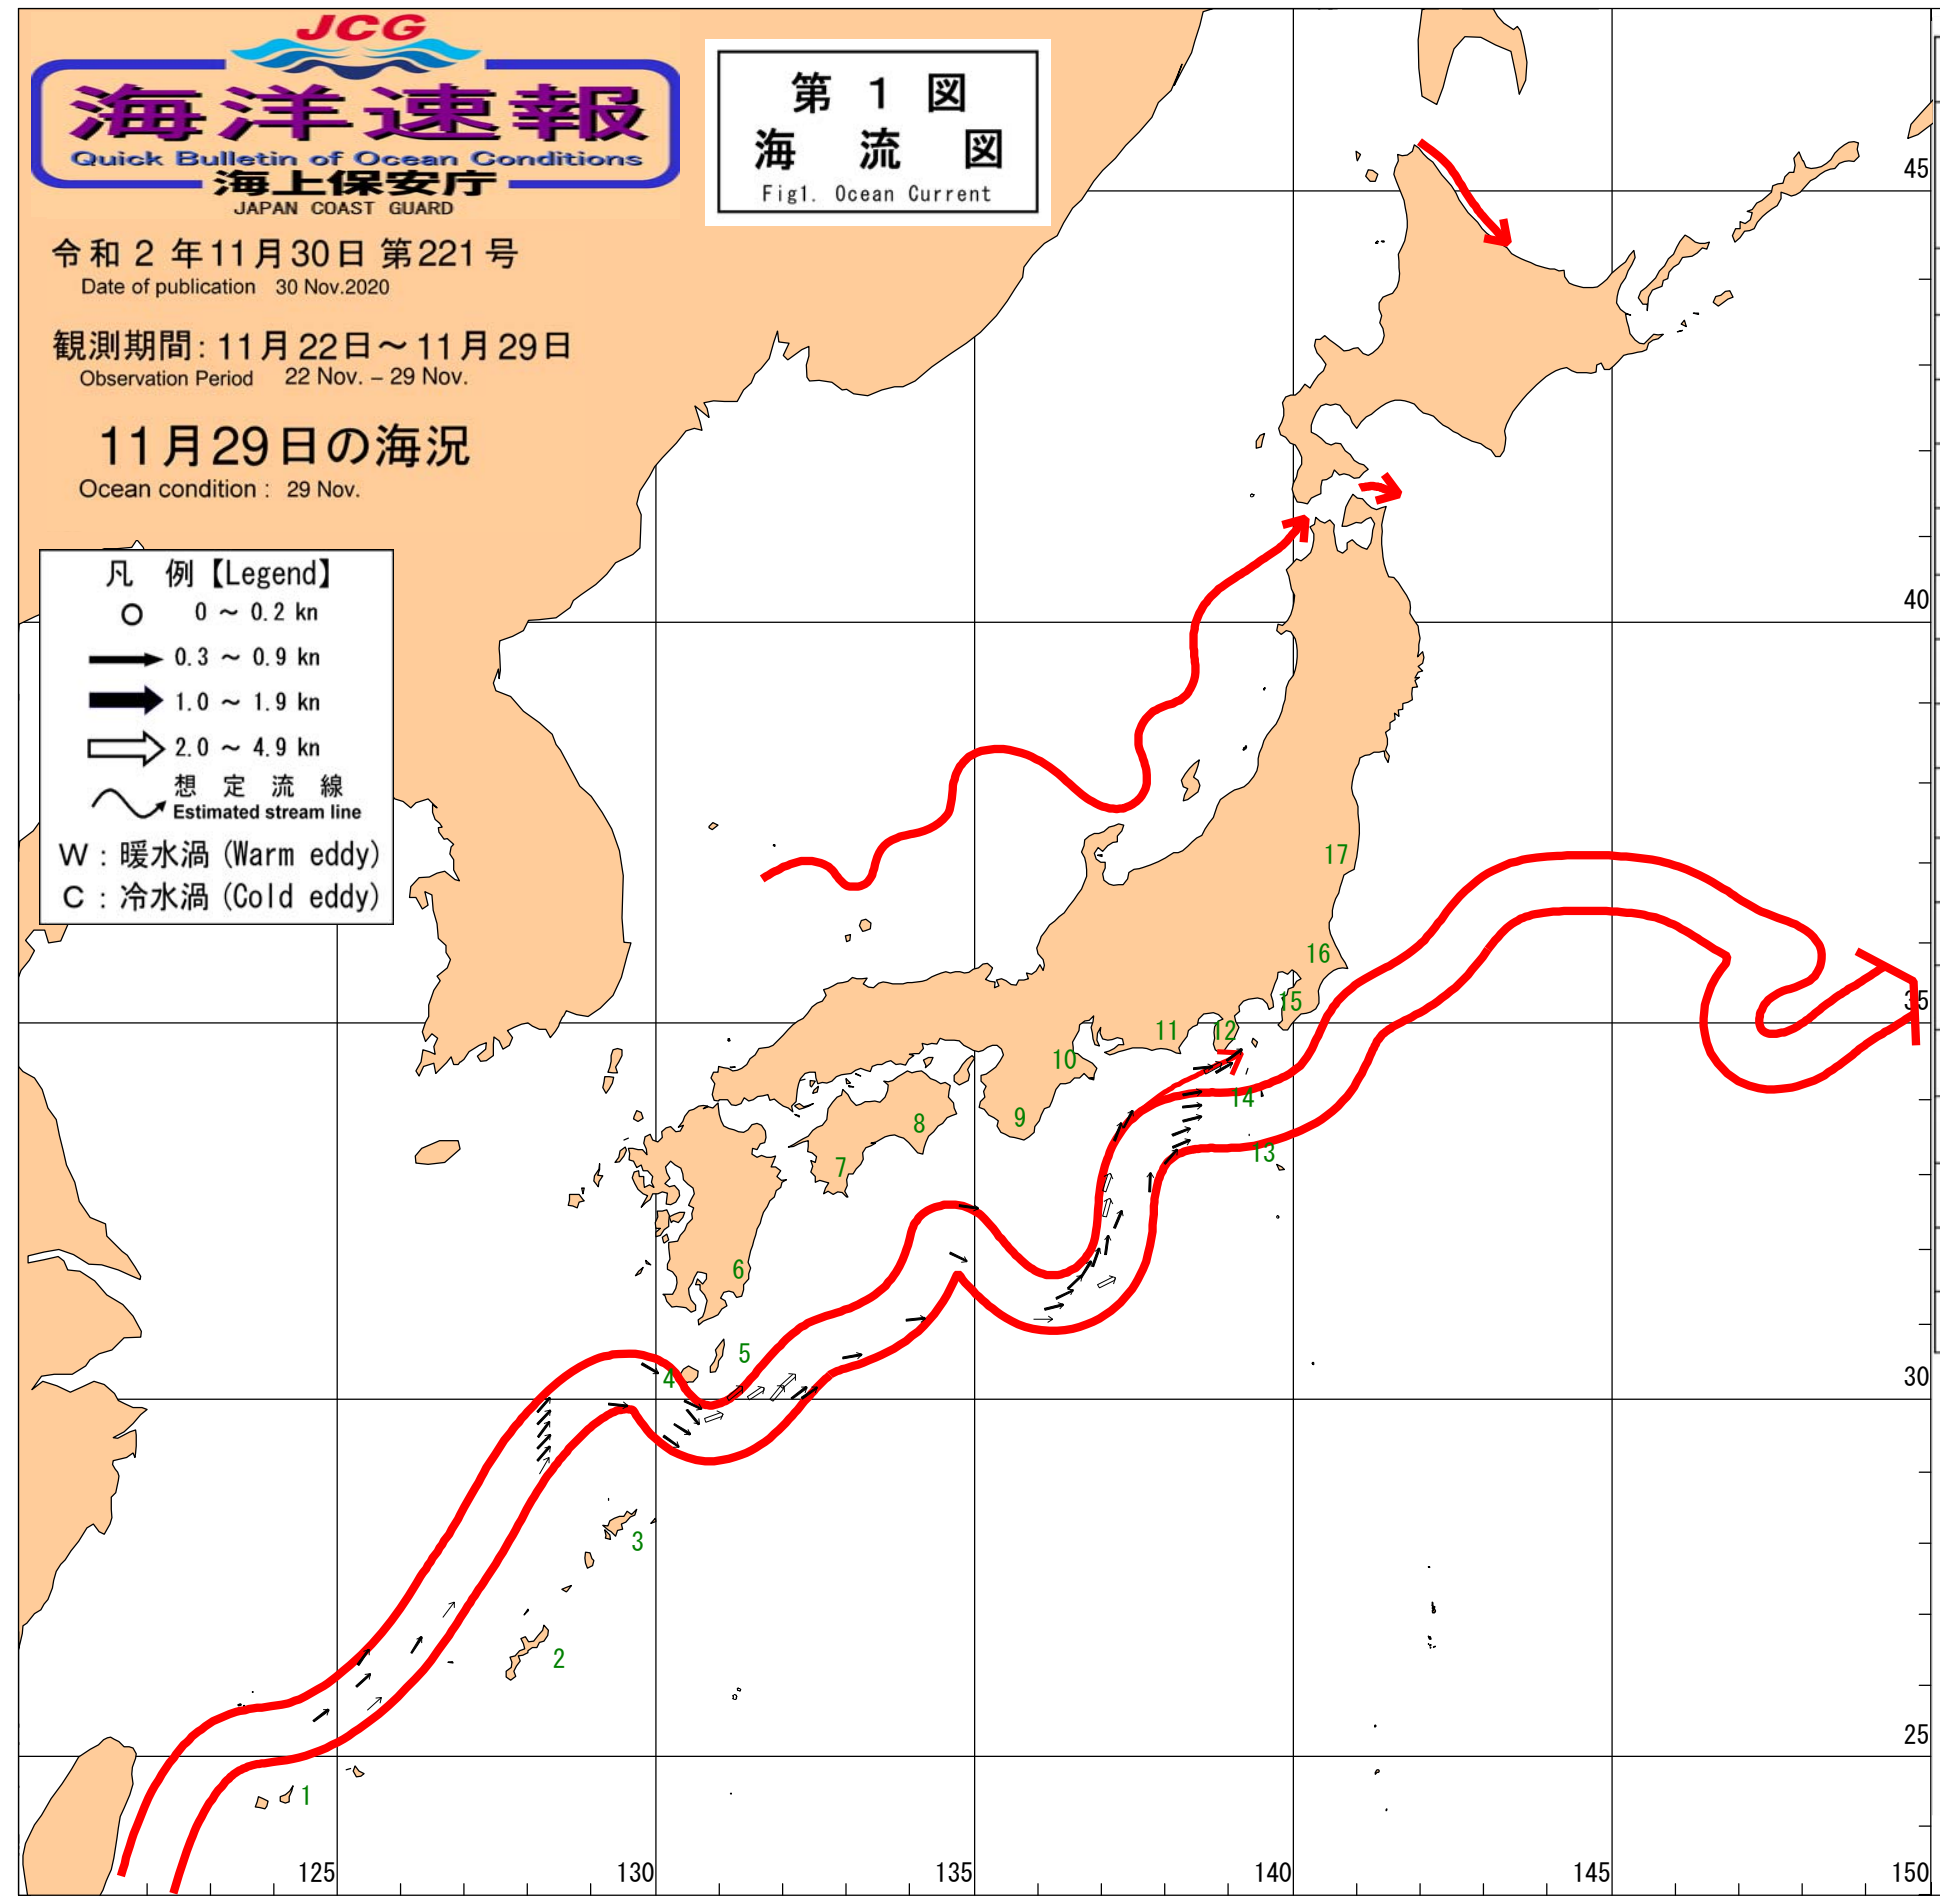 JCG
海洋速報
Quick Bulletin of Ocean Conditions
海上保安庁
JAPAN COAST GUARD
第 1 図
海 流 図
Fig1. Ocean Current
令和 2 年11月30日 第221号
Date of publication 30 Nov.2020
観測期間: 11月22日～11月29日
Observation Period 22 Nov. – 29 Nov.
11月29日の海況
Ocean condition : 29 Nov.
凡 例【Legend】
0 ～ 0.2 kn
0.3 ～ 0.9 kn
1.0 ～ 1.9 kn
2.0 ～ 4.9 kn
想 定 流 線
Estimated stream line
W : 暖水渦 (Warm eddy)
C : 冷水渦 (Cold eddy)
45
40
35
30
25
17
16
15
12
11
10
14
9
8
13
7
6
5
4
3
2
1
125
130
135
140
145
150